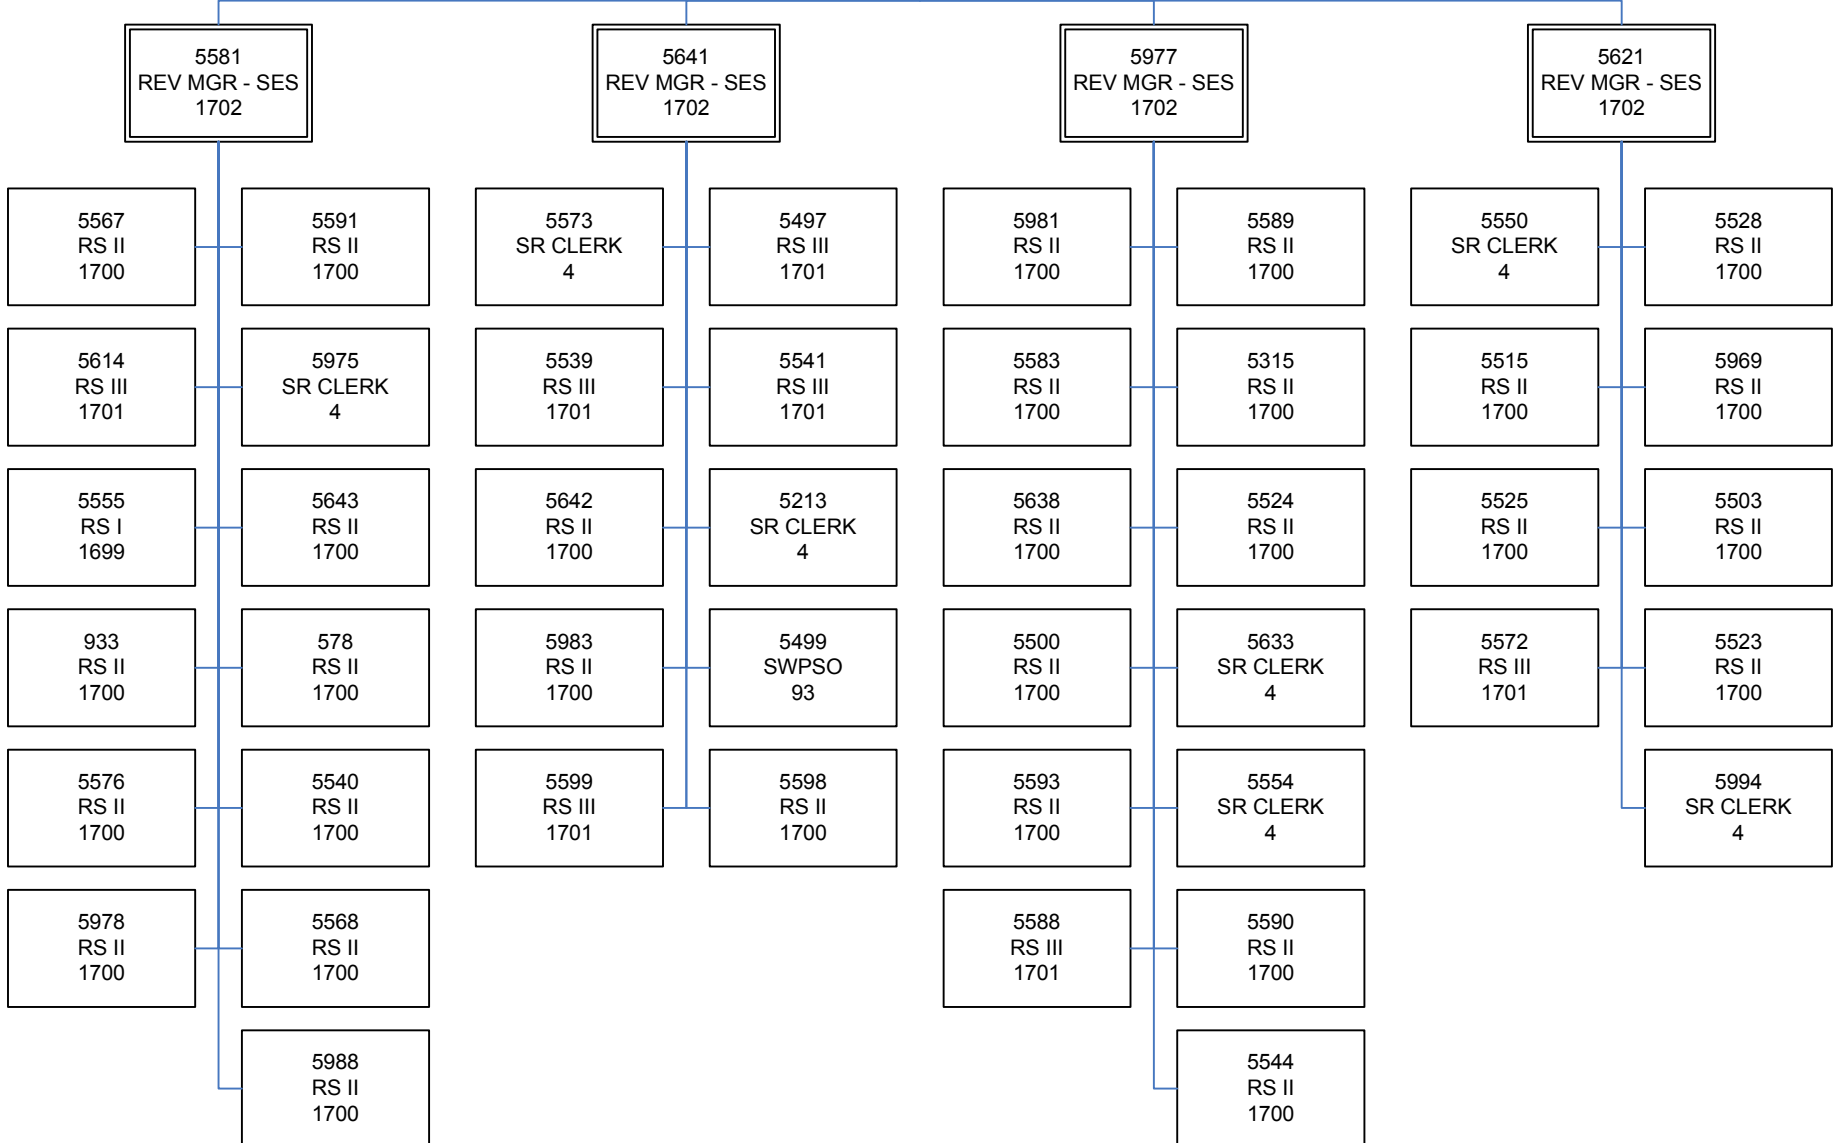 5581
REV MGR - SES
1702
5641
REV MGR - SES
1702
5977
REV MGR - SES
1702
5621
REV MGR - SES
1702
5567
RS II
1700
5591
RS II
1700
5573
SR CLERK
4
5497
RS III
1701
5981
RS II
1700
5589
RS II
1700
5550
SR CLERK
4
5528
RS II
1700
5614
RS III
1701
5975
SR CLERK
4
5539
RS III
1701
5541
RS III
1701
5583
RS II
1700
5315
RS II
1700
5515
RS II
1700
5969
RS II
1700
5555
RS I
1699
5643
RS II
1700
5642
RS II
1700
5213
SR CLERK
4
5638
RS II
1700
5524
RS II
1700
5525
RS II
1700
5503
RS II
1700
933
RS II
1700
578
RS II
1700
5983
RS II
1700
5499
SWPSO
93
5500
RS II
1700
5633
SR CLERK
4
5572
RS III
1701
5523
RS II
1700
5576
RS II
1700
5540
RS II
1700
5599
RS III
1701
5598
RS II
1700
5593
RS II
1700
5554
SR CLERK
4
5994
SR CLERK
4
5978
RS II
1700
5568
RS II
1700
5588
RS III
1701
5590
RS II
1700
5988
RS II
1700
5544
RS II
1700